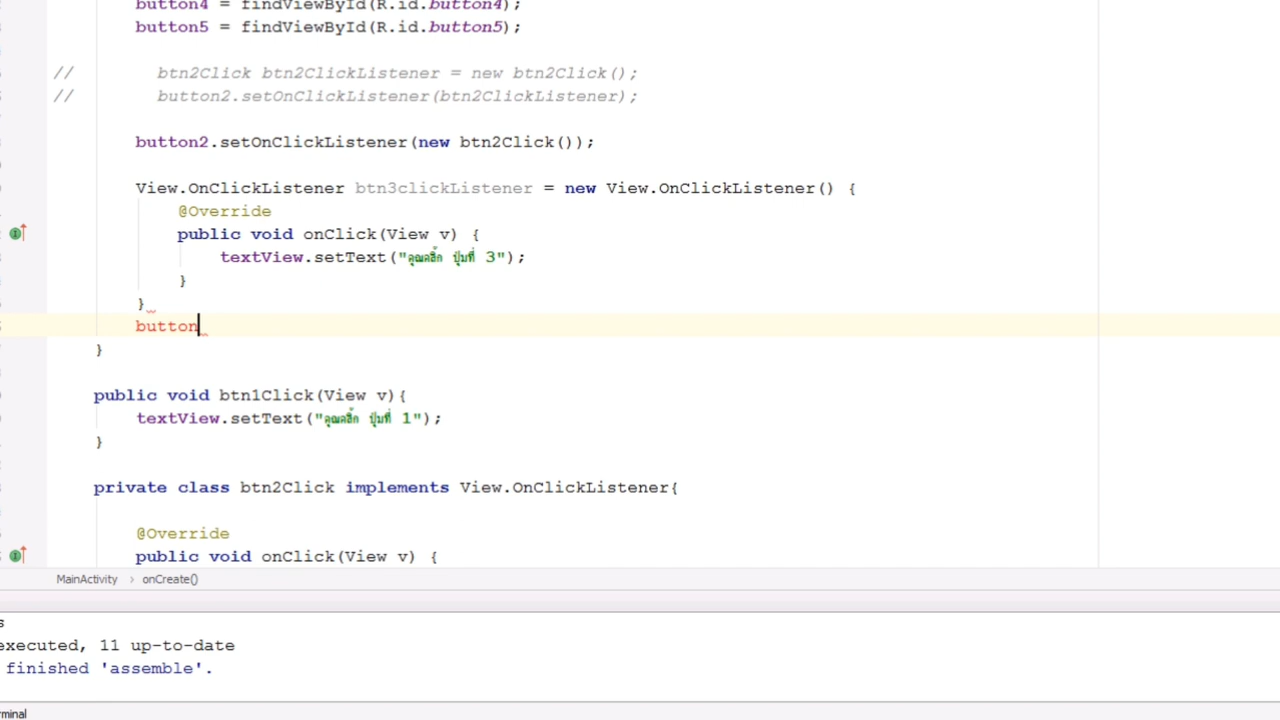 button4 = findViewById(R.id.button4);
button5 = findViewById(R.id.button5);
// btn2Click btn2ClickListener = new btn2Click();
// button2.setOnClickListener(btn2ClickListener);
button2.setOnClickListener(new btn2Click());
View.OnClickListener btn3clickListener = new View.OnClickListener() {
@Override
public void onClick(View v) {
textView.setText("คุณคลิ๊ก ปุ่มที่ 3");
}
}
button
}
public void btn1Click(View v){
textView.setText("คุณคลิ๊ก ปุ่มที่ 1");
}
private class btn2Click implements View.OnClickListener{
@Override
public void onClick(View v) {
MainActivity › onCreate()
s
executed, 11 up-to-date
finished 'assemble'.
rminal